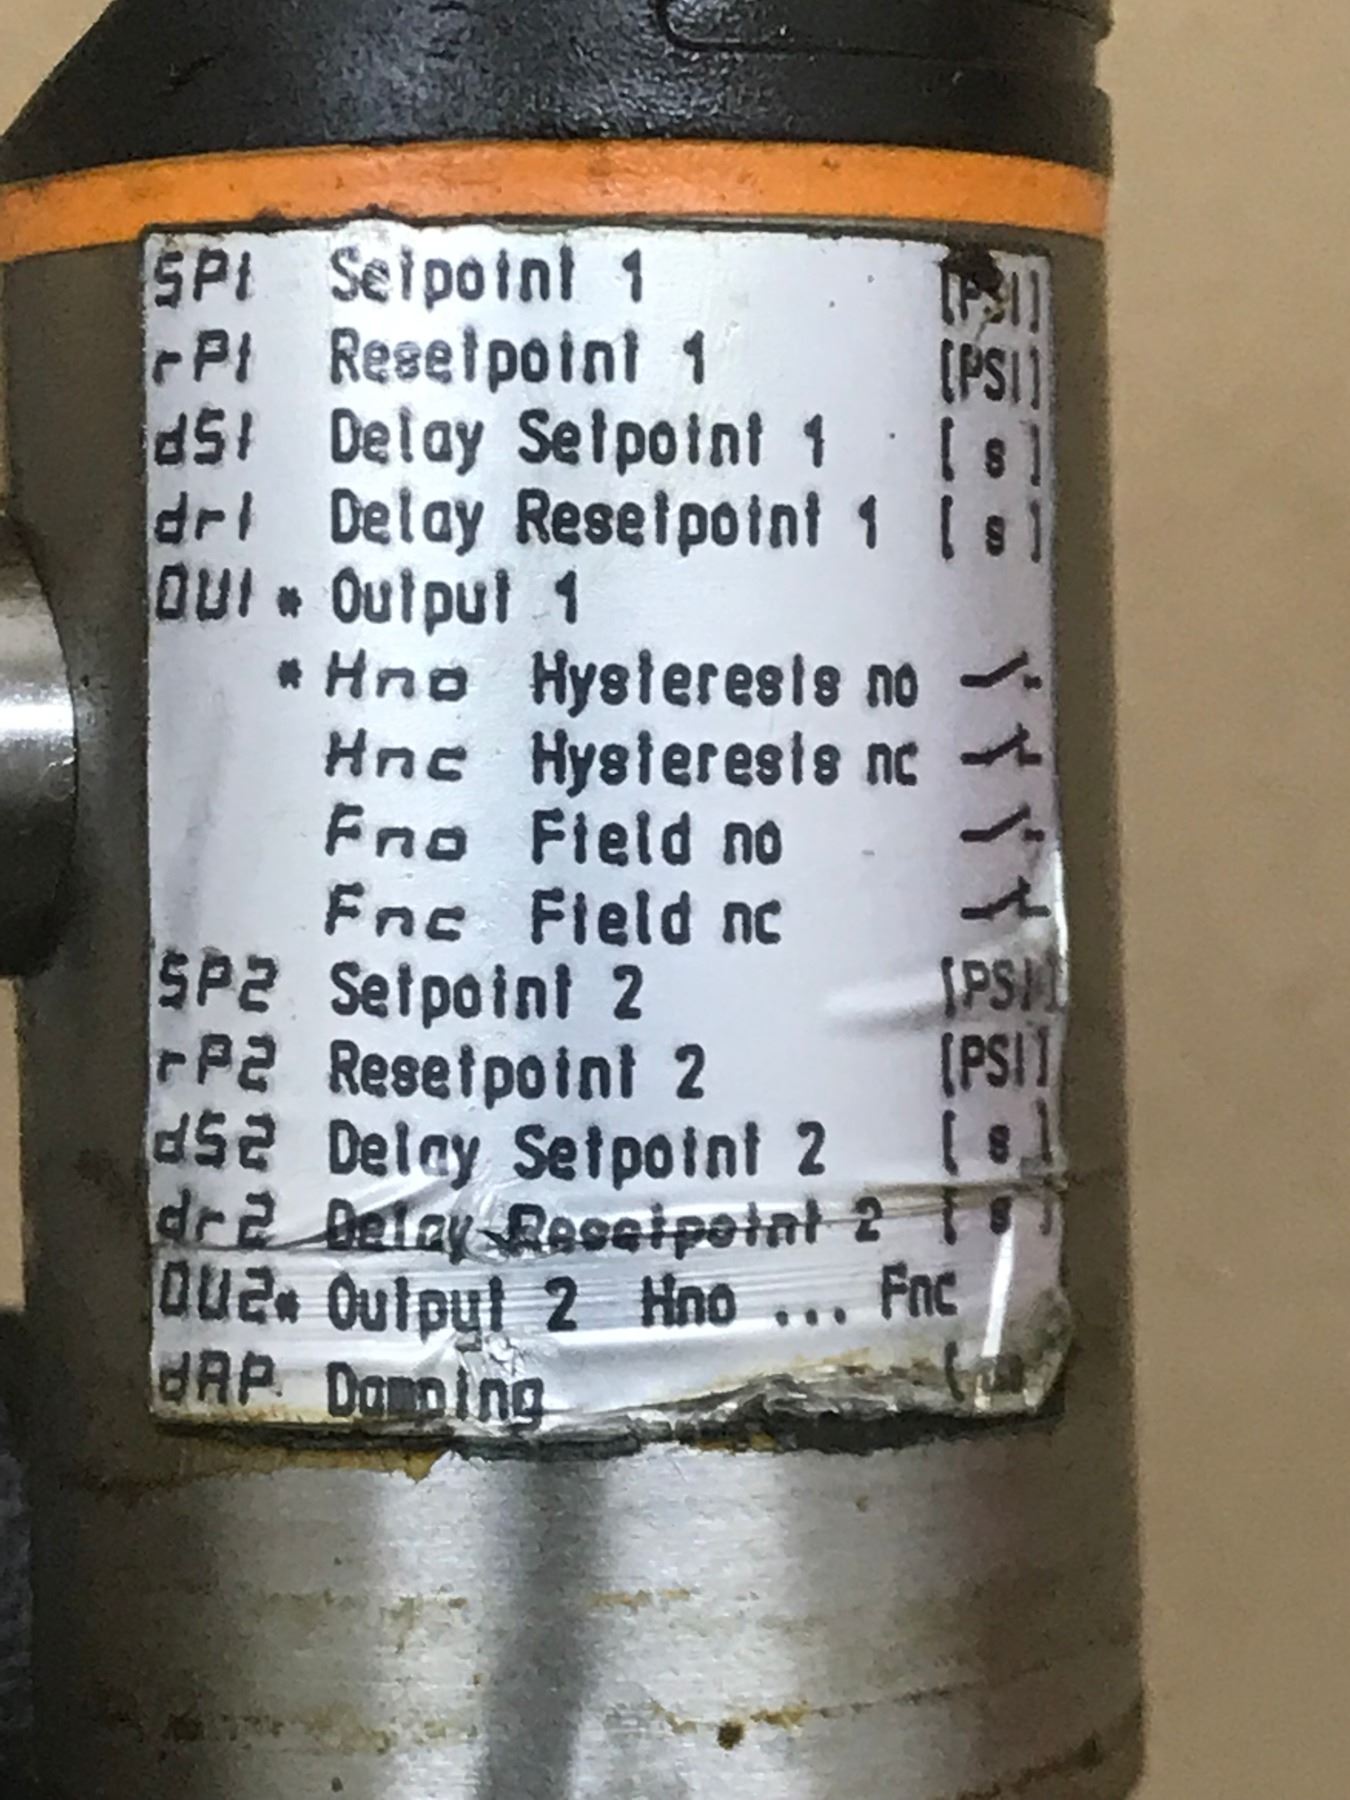 SP1 Setpoint 1 [PSI]
rP1 Resetpoint 1 [PSI]
dS1 Delay Setpoint 1 [ s ]
dr1 Delay Resetpoint 1 [ s ]
OU1 * Output 1
* Hno Hysteresis no
Hnc Hysteresis nc
Fno Field no
Fnc Field nc
SP2 Setpoint 2 [PSI]
rP2 Resetpoint 2 [PSI]
dS2 Delay Setpoint 2 [ s ]
dr2 Delay Resetpoint 2 [ s ]
OU2* Output 2 Hno ... Fnc
dAP Damping